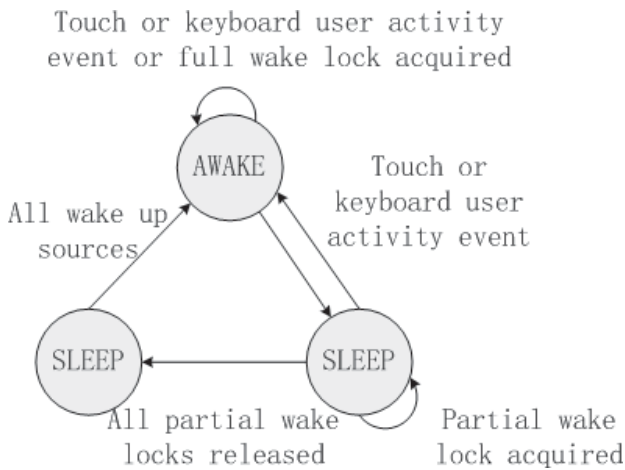 Touch or keyboard user activity
event or full wake lock acquired
AWAKE
Touch or
keyboard user
activity event
All wake up
sources
SLEEP
SLEEP
All partial wake
locks released
Partial wake
lock acquired